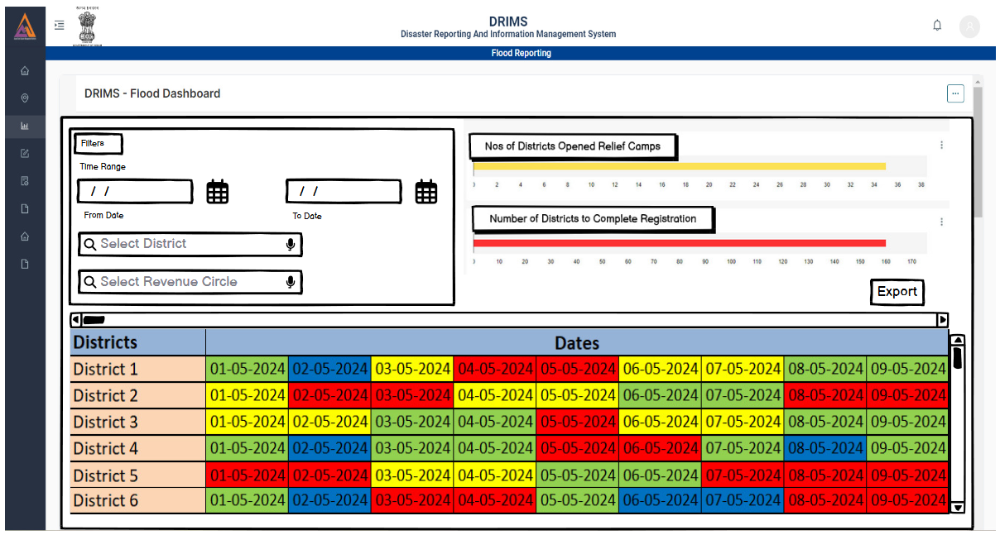 DRIMS
Disaster Reporting And Information Management System
Flood Reporting
DRIMS - Flood Dashboard
Filters
Time Range
/ /
/ /
From Date
To Date
Select District
Select Revenue Circle
Nos of Districts Opened Relief Camps
2 4 6 8 10 12 14 16 18 20 22 24 26 28 30 32 34 36 38
Number of Districts to Complete Registration
10 20 30 40 50 60 70 80 90 100 110 120 130 140 150 160 170
Export
Districts Dates
District 1 01-05-2024 02-05-2024 03-05-2024 04-05-2024 05-05-2024 06-05-2024 07-05-2024 08-05-2024 09-05-2024
District 2 01-05-2024 02-05-2024 03-05-2024 04-05-2024 05-05-2024 06-05-2024 07-05-2024 08-05-2024 09-05-2024
District 3 01-05-2024 02-05-2024 03-05-2024 04-05-2024 05-05-2024 06-05-2024 07-05-2024 08-05-2024 09-05-2024
District 4 01-05-2024 02-05-2024 03-05-2024 04-05-2024 05-05-2024 06-05-2024 07-05-2024 08-05-2024 09-05-2024
District 5 01-05-2024 02-05-2024 03-05-2024 04-05-2024 05-05-2024 06-05-2024 07-05-2024 08-05-2024 09-05-2024
District 6 01-05-2024 02-05-2024 03-05-2024 04-05-2024 05-05-2024 06-05-2024 07-05-2024 08-05-2024 09-05-2024